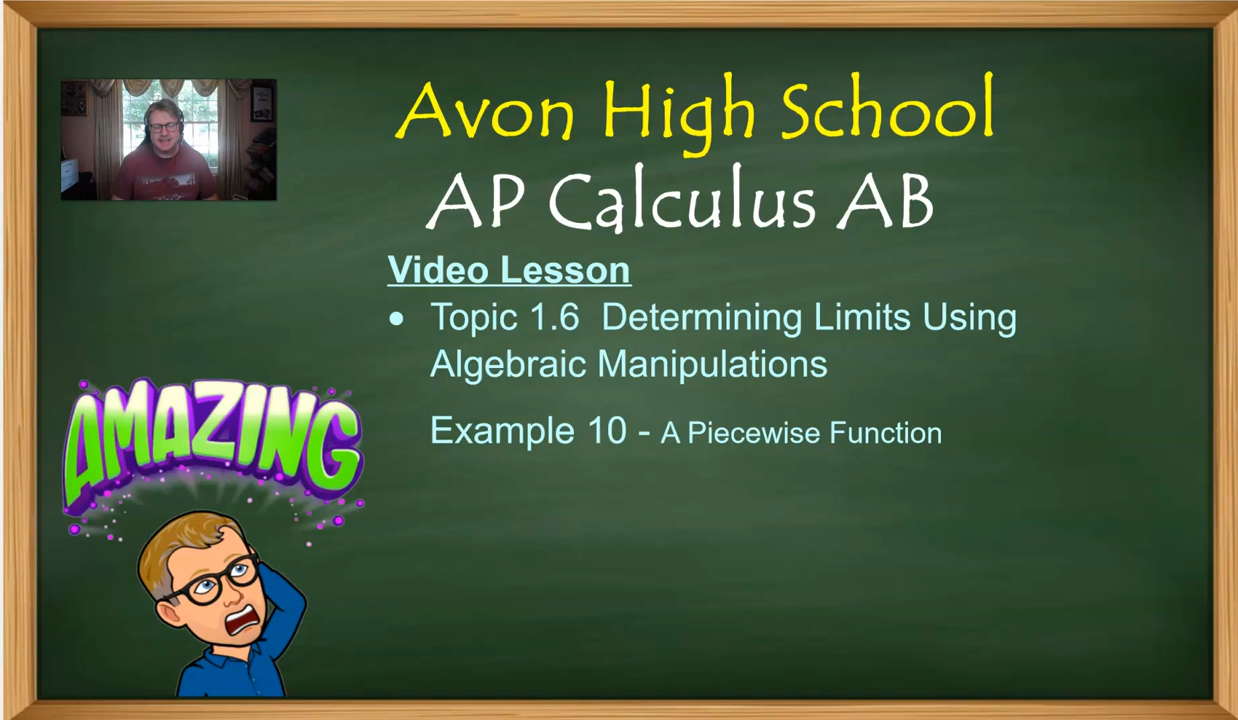 Avon High School
AP Calculus AB
Video Lesson
• Topic 1.6 Determining Limits Using
Algebraic Manipulations
Example 10 - A Piecewise Function
AMAZING